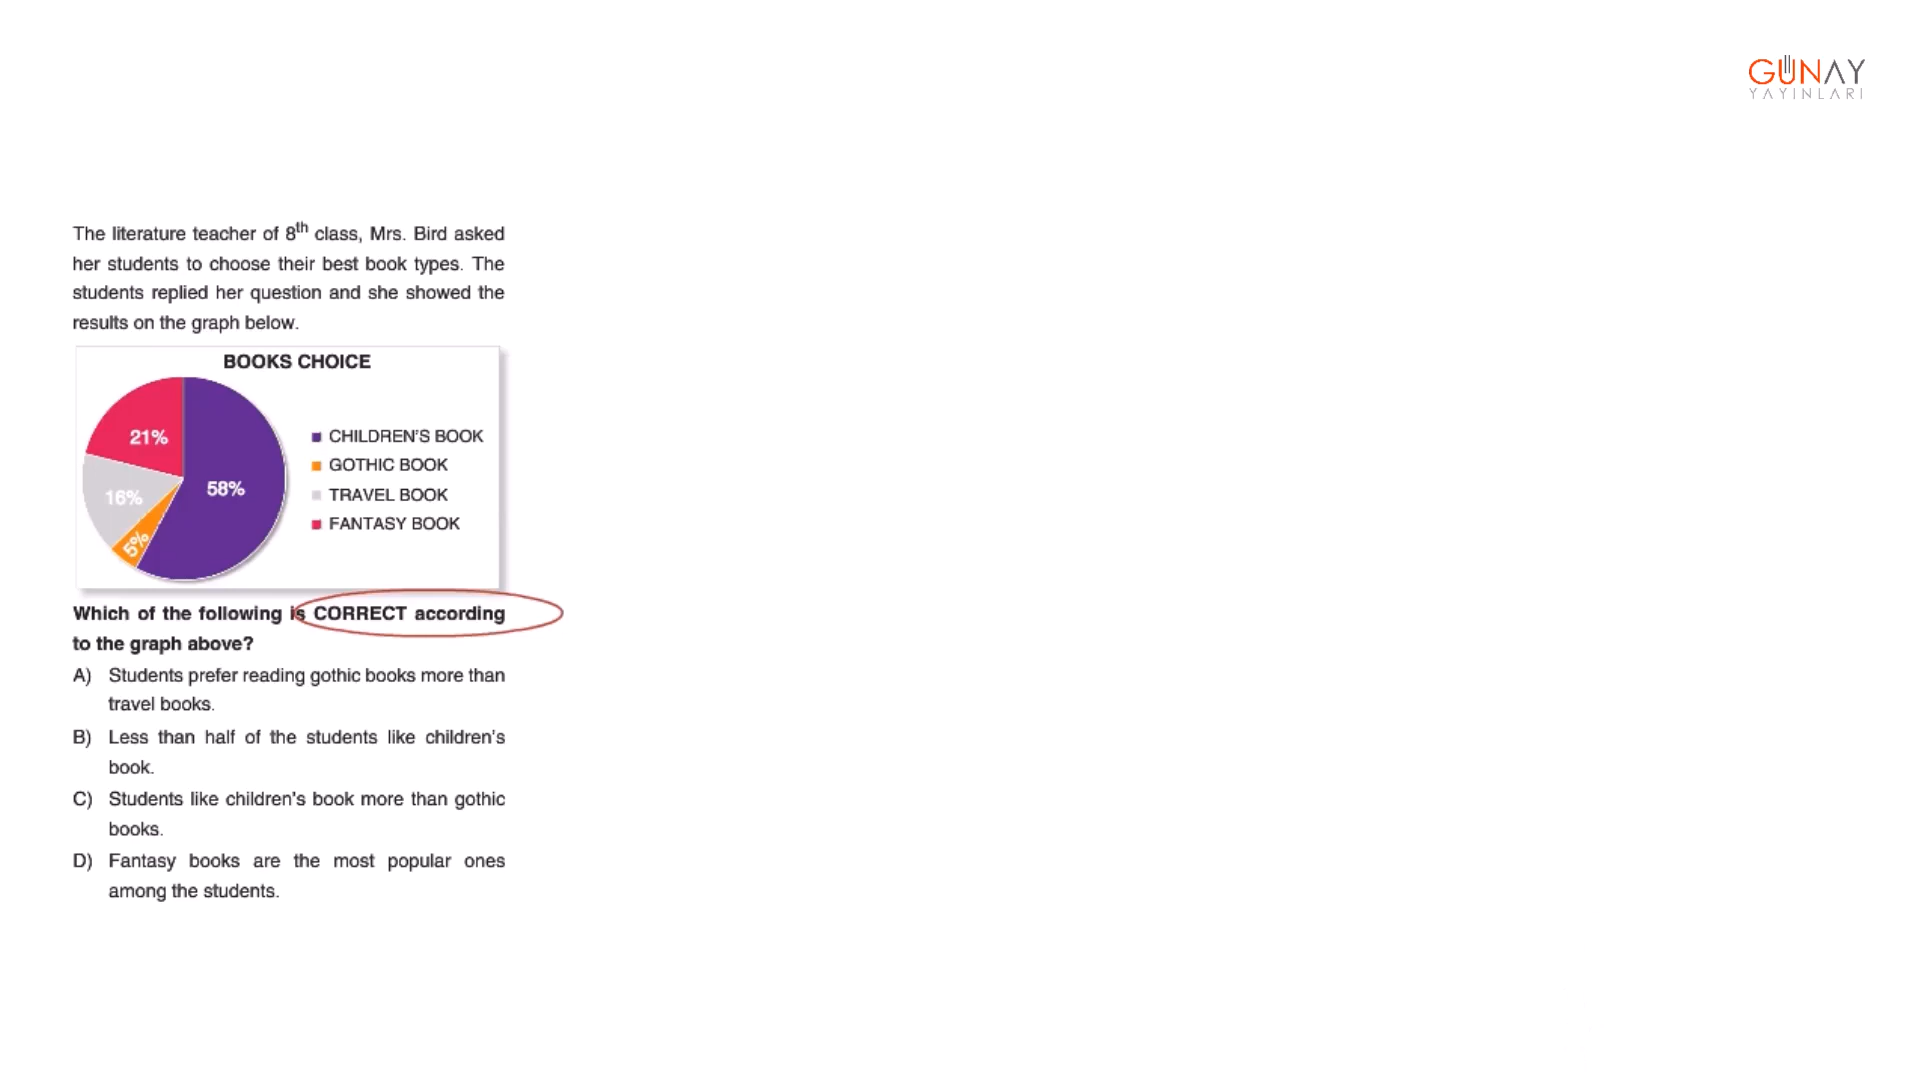 GÜNAY
YAYINLARI
The literature teacher of 8th class, Mrs. Bird asked
her students to choose their best book types. The
students replied her question and she showed the
results on the graph below.
BOOKS CHOICE
21%
16%
5%
58%
CHILDREN'S BOOK
GOTHIC BOOK
TRAVEL BOOK
FANTASY BOOK
Which of the following is CORRECT according
to the graph above?
A) Students prefer reading gothic books more than
travel books.
B) Less than half of the students like children's
book.
C) Students like children's book more than gothic
books.
D) Fantasy books are the most popular ones
among the students.